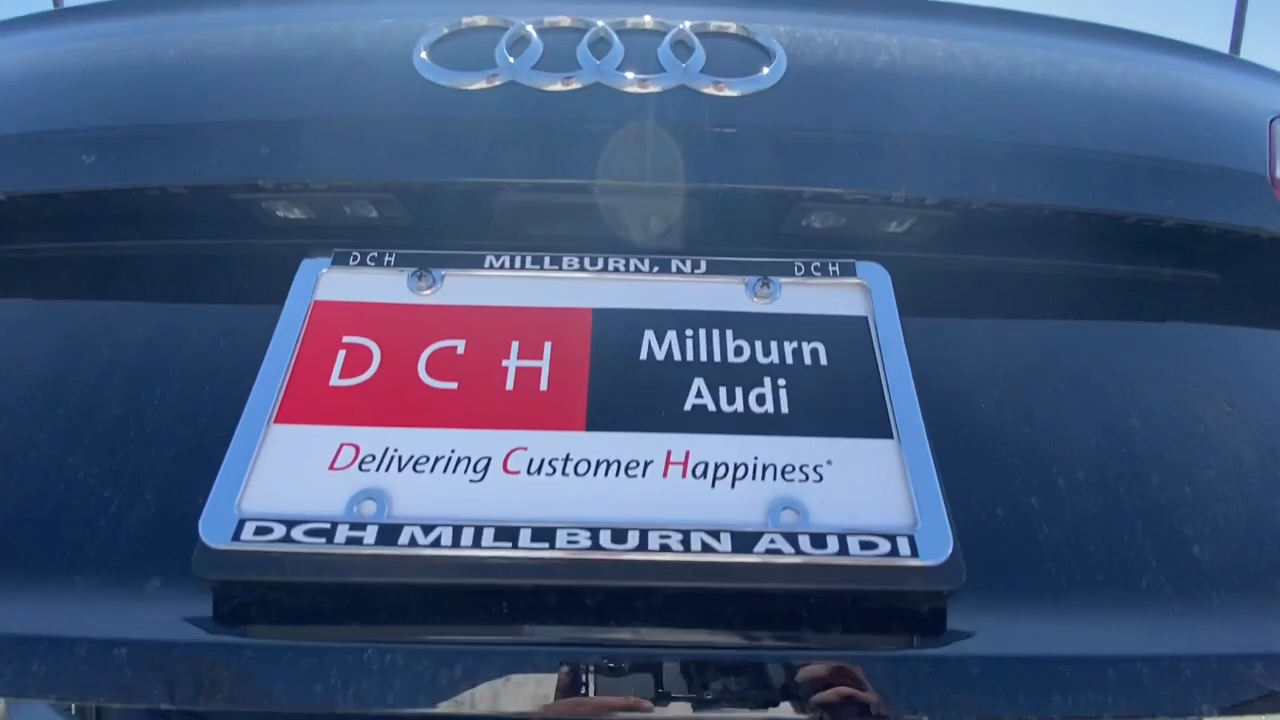 DCH MILLBURN, NJ DCH
DCH
Millburn
Audi
Delivering Customer Happiness*
DCH MILLBURN AUDI